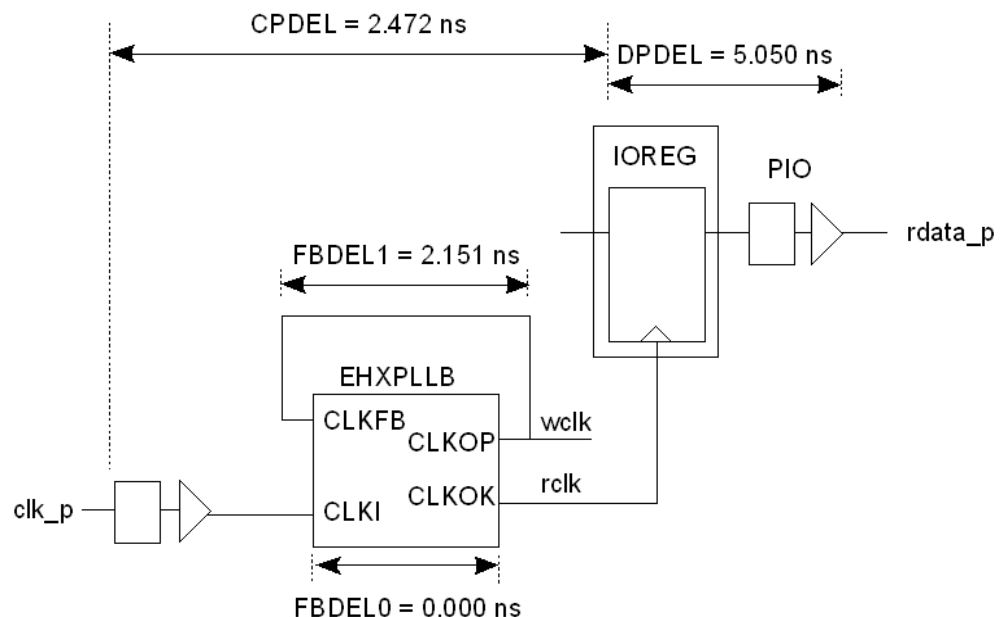 CPDEL = 2.472 ns
DPDEL = 5.050 ns
IOREG
PIO
rdata_p
FBDEL1 = 2.151 ns
EHXPLLB
CLKFB
CLKOP
wclk
rclk
CLKOK
clk_p
CLKI
FBDEL0 = 0.000 ns